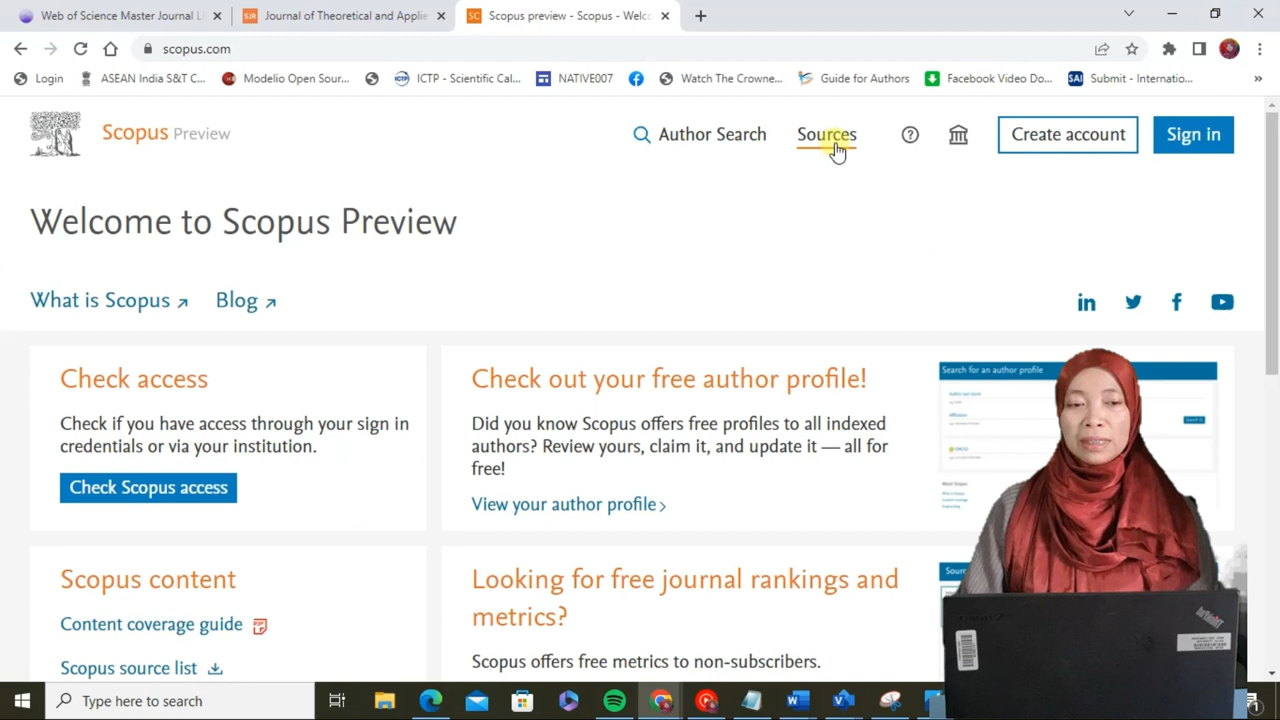 Web of Science Master Journal Li
Journal of Theoretical and Applie
Scopus preview - Scopus - Welco
scopus.com
Login
ASEAN India S&T C...
Modelio Open Sour...
ICTP - Scientific Cal...
NATIVE007
Watch The Crowne...
Guide for Authors
Facebook Video Do...
Submit - Internatio...
Scopus Preview
Author Search
Sources
Create account
Sign in
Welcome to Scopus Preview
What is Scopus
Blog
Check access
Check if you have access through your sign in
credentials or via your institution.
Check Scopus access
Check out your free author profile!
Did you know Scopus offers free profiles to all indexed
authors? Review yours, claim it, and update it — all for
free!
View your author profile
Search for an author profile
Scopus content
Content coverage guide
Scopus source list
Looking for free journal rankings and
metrics?
Scopus offers free metrics to non-subscribers.
Sour
Type here to search